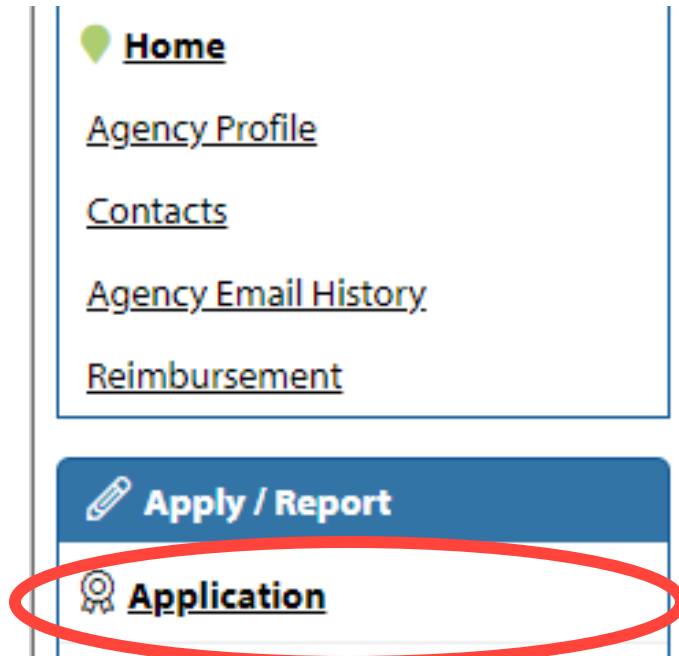 Home
Agency Profile
Contacts
Agency Email History
Reimbursement
Apply / Report
Application